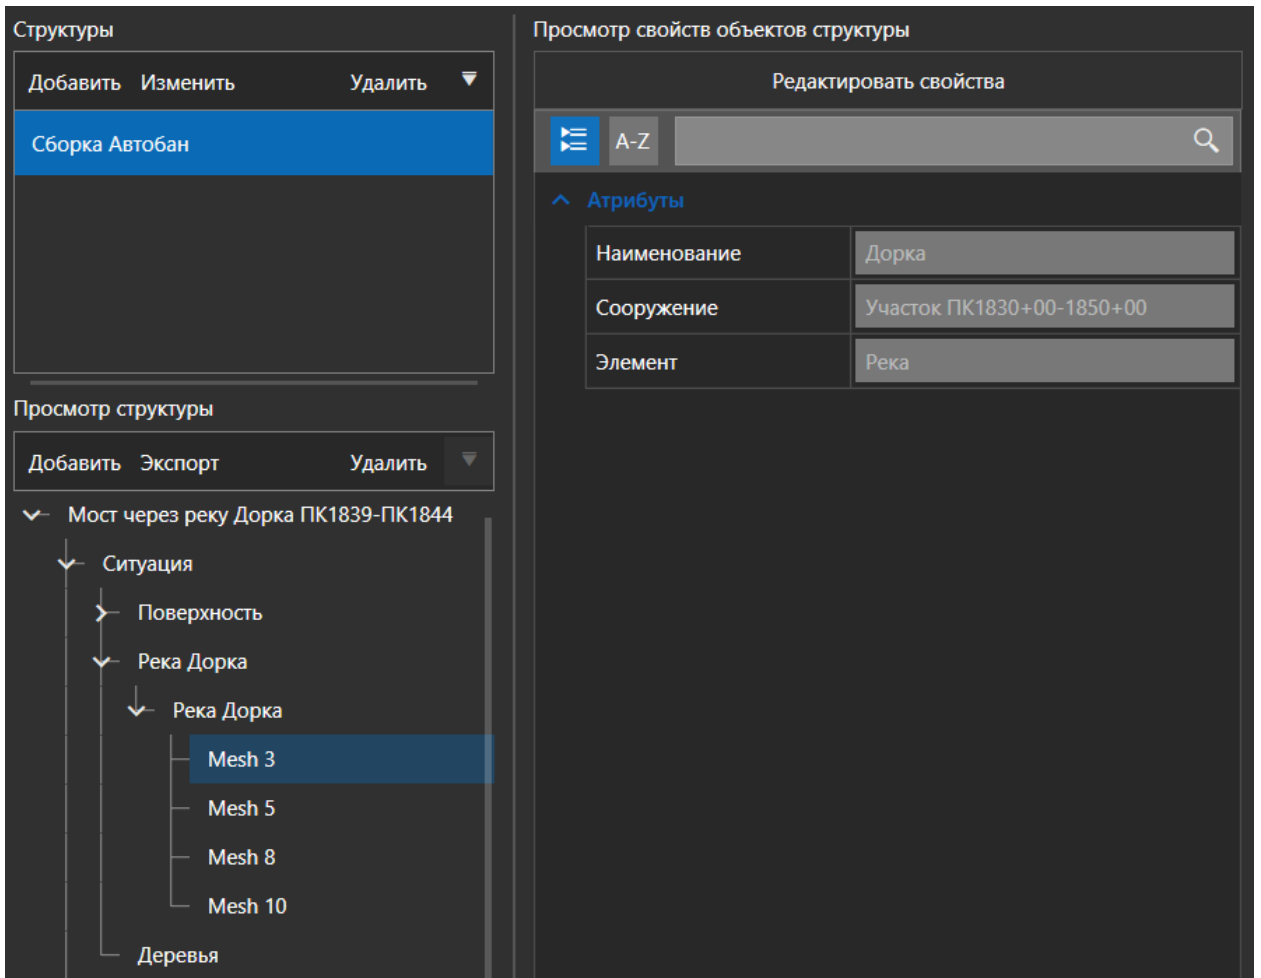 Структуры
Добавить Изменить Удалить
Сборка Автобан
Просмотр структуры
Добавить Экспорт Удалить
Мост через реку Дорка ПК1839-ПК1844
Ситуация
Поверхность
Река Дорка
Река Дорка
Mesh 3
Mesh 5
Mesh 8
Mesh 10
Деревья
Просмотр свойств объектов структуры
Редактировать свойства
A-Z
Атрибуты
Наименование Дорка
Сооружение Участок ПК1830+00-1850+00
Элемент Река